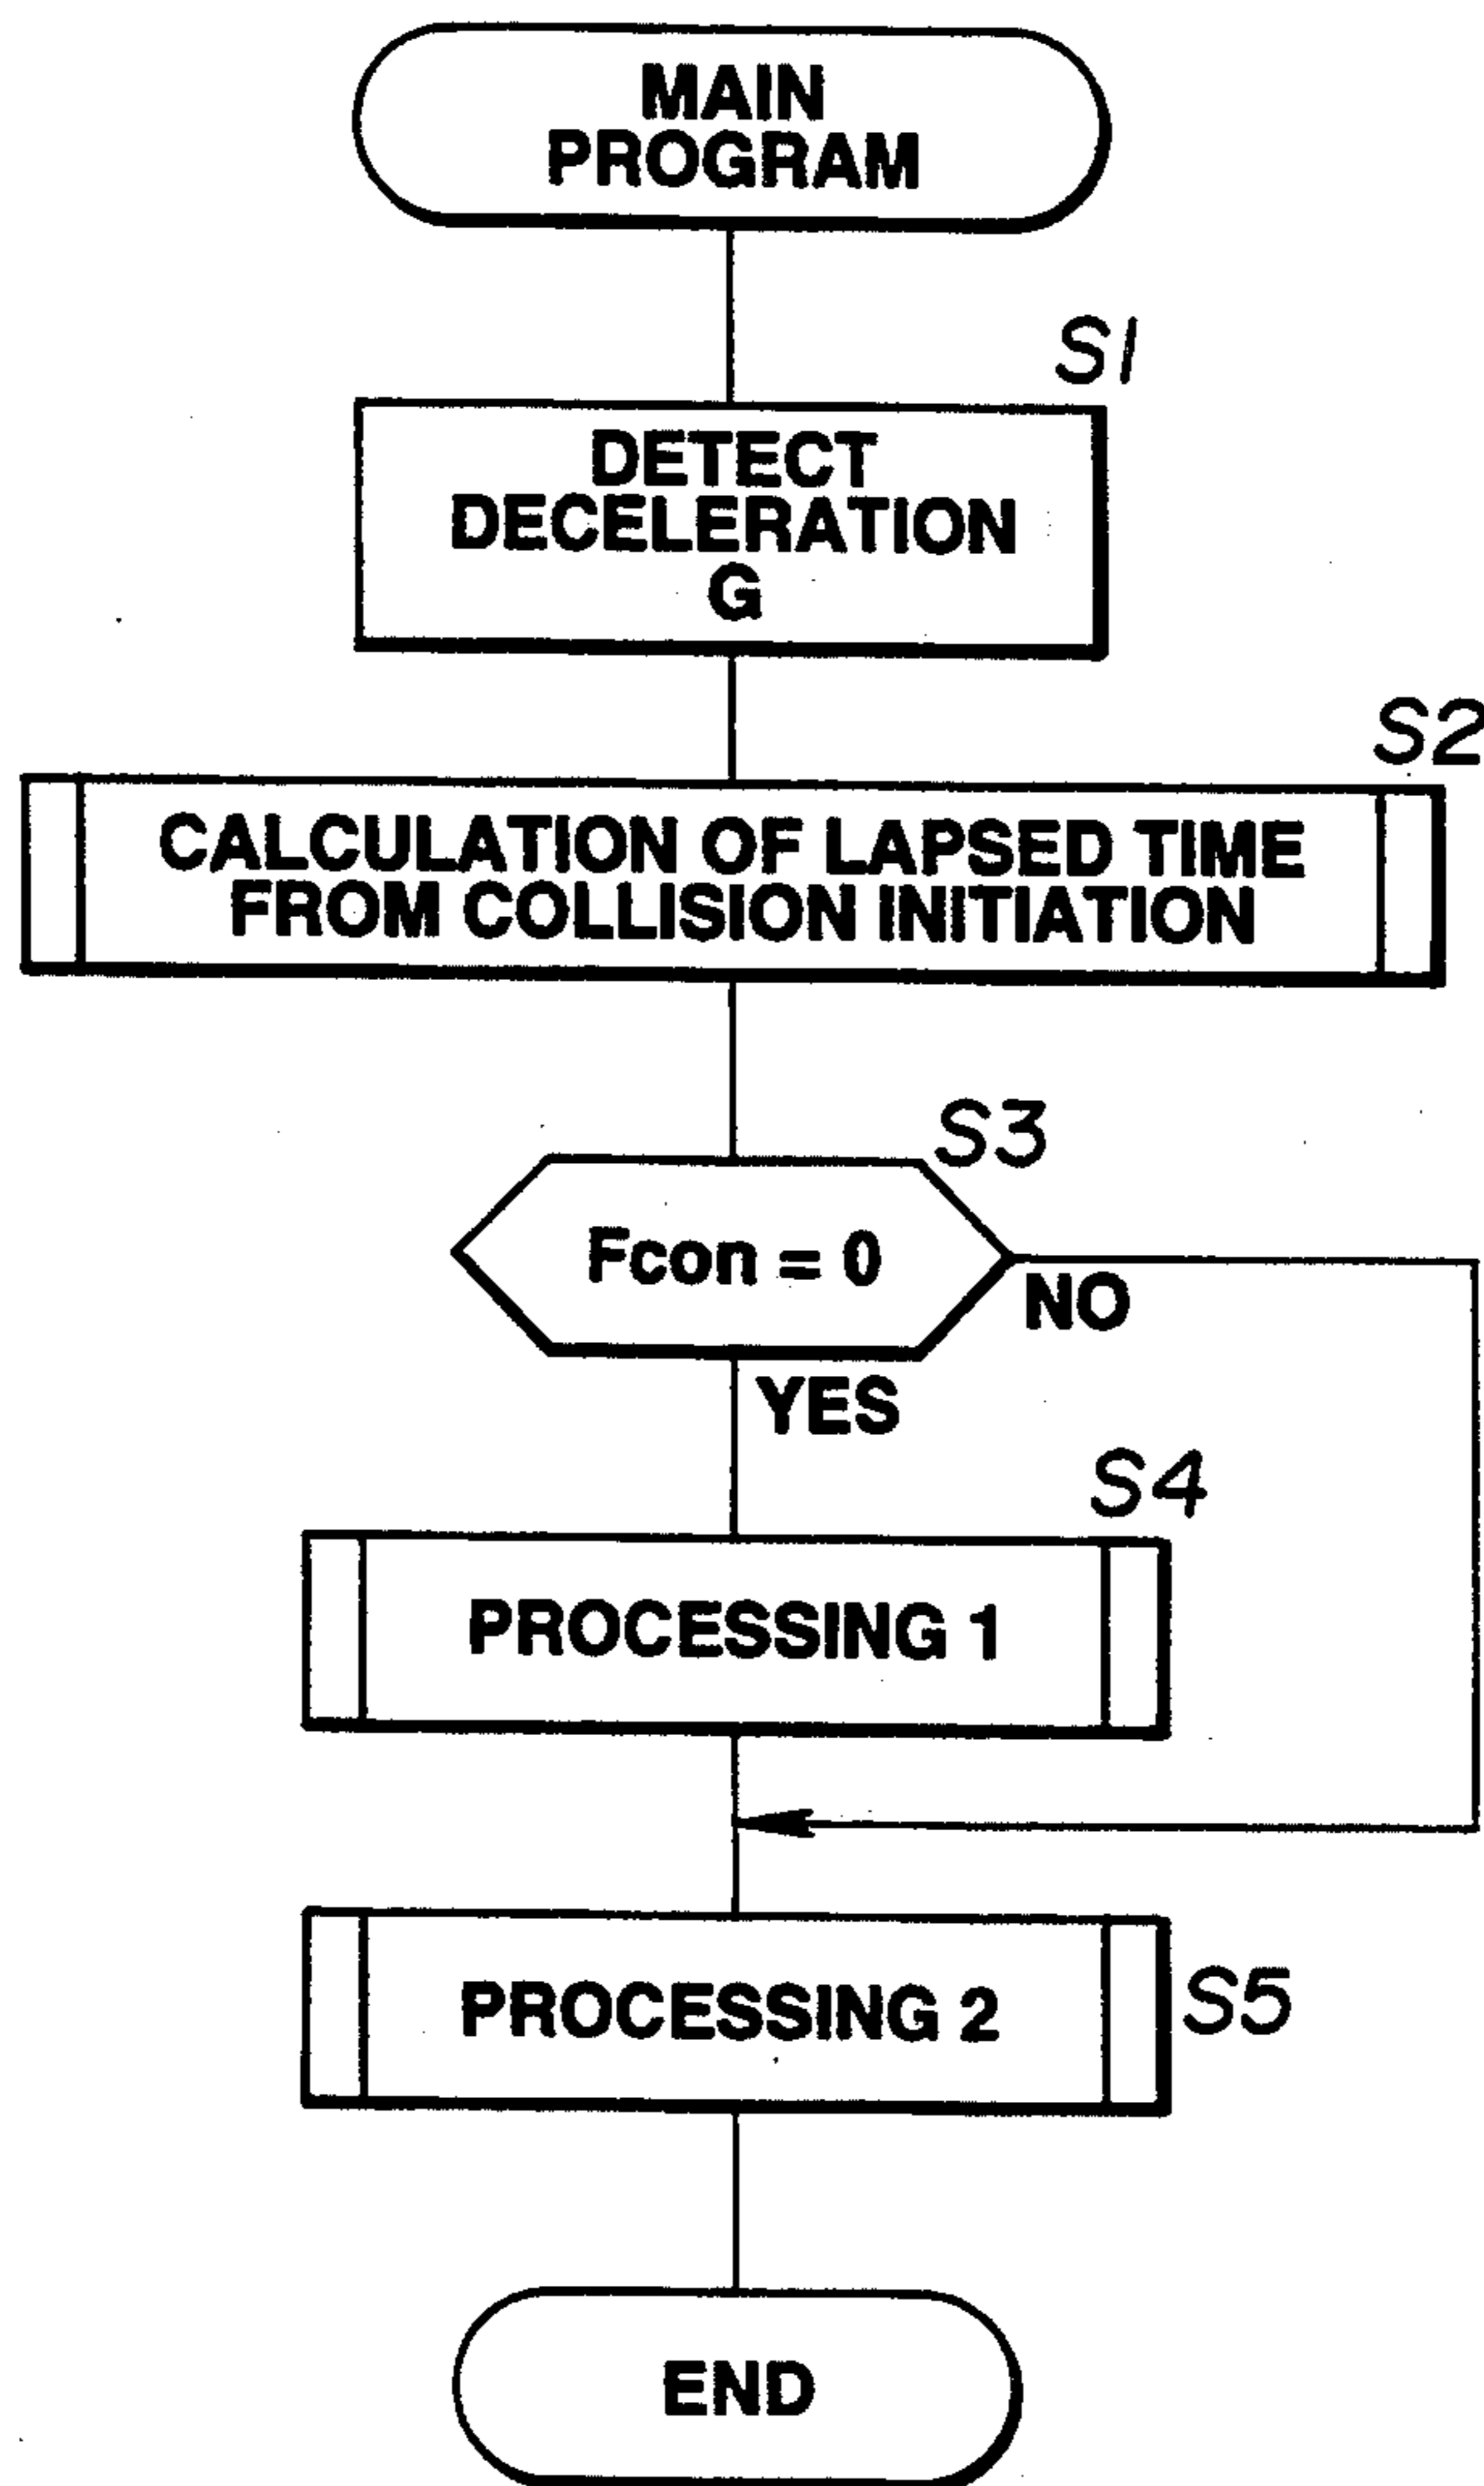 MAIN
PROGRAM
S1
DETECT
DECELERATION
G
S2
CALCULATION OF LAPSED TIME
FROM COLLISION INITIATION
S3
Fcon = 0
NO
YES
S4
PROCESSING 1
PROCESSING 2
S5
END